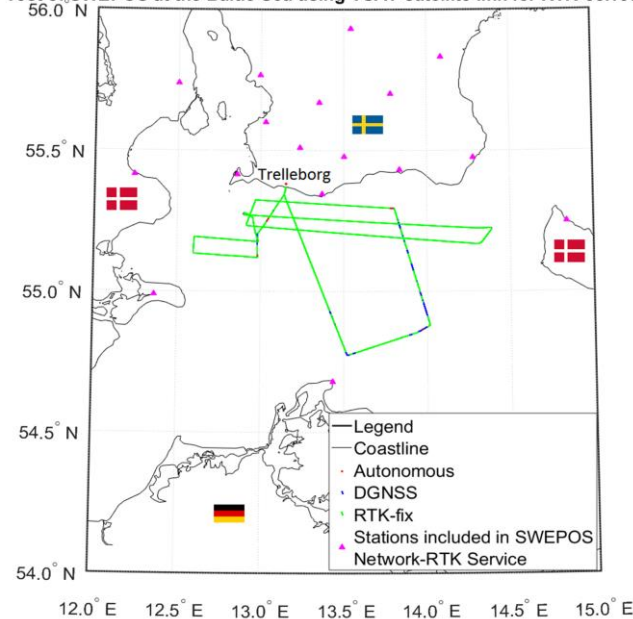 56.0° N
Trelleborg
55.5° N
55.0° N
54.5° N
54.0° N
Legend
Coastline
Autonomous
DGNSS
RTK-fix
Stations included in SWEPOS
Network-RTK Service
12.0° E 12.5° E 13.0° E 13.5° E 14.0° E 14.5° E 15.0° E